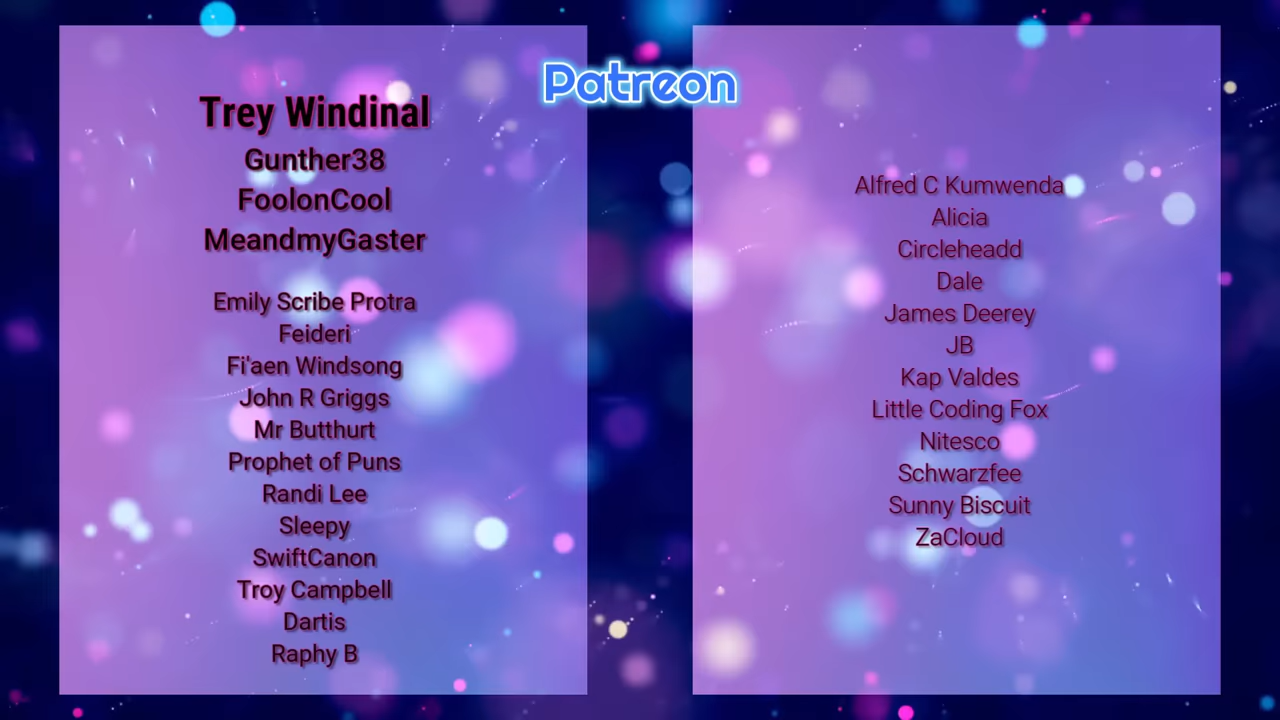 Patreon
Trey Windinal
Gunther38
FoolonCool
MeandmyGaster
Emily Scribe Protra
Feideri
Fi'aen Windsong
John R Griggs
Mr Butthurt
Prophet of Puns
Randi Lee
Sleepy
SwiftCanon
Troy Campbell
Dartis
Raphy B
Alfred C Kumwenda
Alicia
Circleheadd
Dale
James Deerey
JB
Kap Valdes
Little Coding Fox
Nitesco
Schwarzfee
Sunny Biscuit
ZaCloud